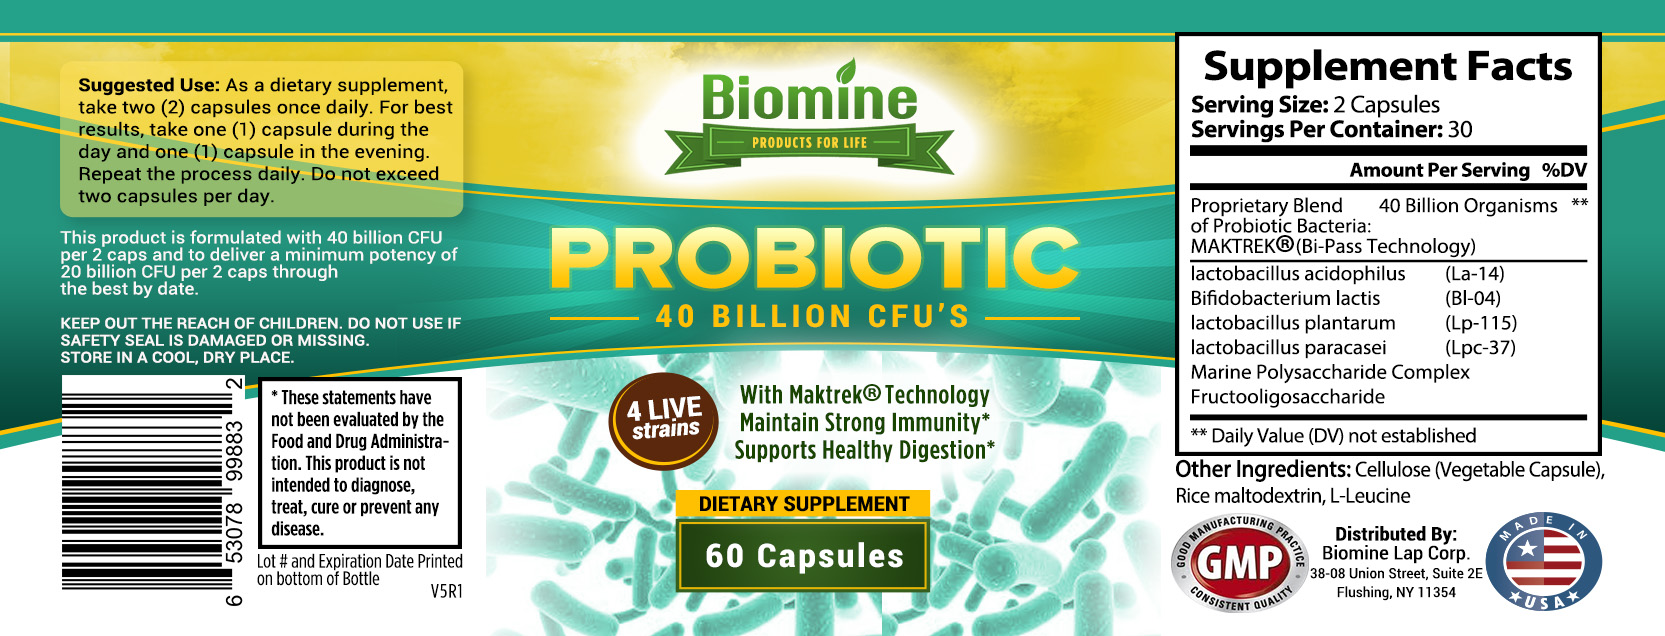 Suggested Use: As a dietary supplement,
take two (2) capsules once daily. For best
results, take one (1) capsule during the
day and one (1) capsule in the evening.
Repeat the process daily. Do not exceed
two capsules per day.
This product is formulated with 40 billion CFU
per 2 caps and to deliver a minimum potency of
20 billion CFU per 2 caps through
the best by date.
KEEP OUT THE REACH OF CHILDREN. DO NOT USE IF
SAFETY SEAL IS DAMAGED OR MISSING.
STORE IN A COOL, DRY PLACE.
6 53078 99883 2
* These statements have
not been evaluated by the
Food and Drug Administra-
tion. This product is not
intended to diagnose,
treat, cure or prevent any
disease.
Lot # and Expiration Date Printed
on bottom of Bottle
V5R1
Biomine
PRODUCTS FOR LIFE
PROBIOTIC
40 BILLION CFU'S
4 LIVE
strains
With Maktrek® Technology
Maintain Strong Immunity*
Supports Healthy Digestion*
DIETARY SUPPLEMENT
60 Capsules
Supplement Facts
Serving Size: 2 Capsules
Servings Per Container: 30
Amount Per Serving %DV
Proprietary Blend 40 Billion Organisms **
of Probiotic Bacteria:
MAKTREK® (Bi-Pass Technology)
lactobacillus acidophilus (La-14)
Bifidobacterium lactis (Bl-04)
lactobacillus plantarum (Lp-115)
lactobacillus paracasei (Lpc-37)
Marine Polysaccharide Complex
Fructooligosaccharide
** Daily Value (DV) not established
Other Ingredients: Cellulose (Vegetable Capsule),
Rice maltodextrin, L-Leucine
GOOD MANUFACTURING PRACTICE
GMP
CONSISTENT QUALITY
Distributed By:
Biomine Lap Corp.
38-08 Union Street, Suite 2E
Flushing, NY 11354
MADE IN
USA